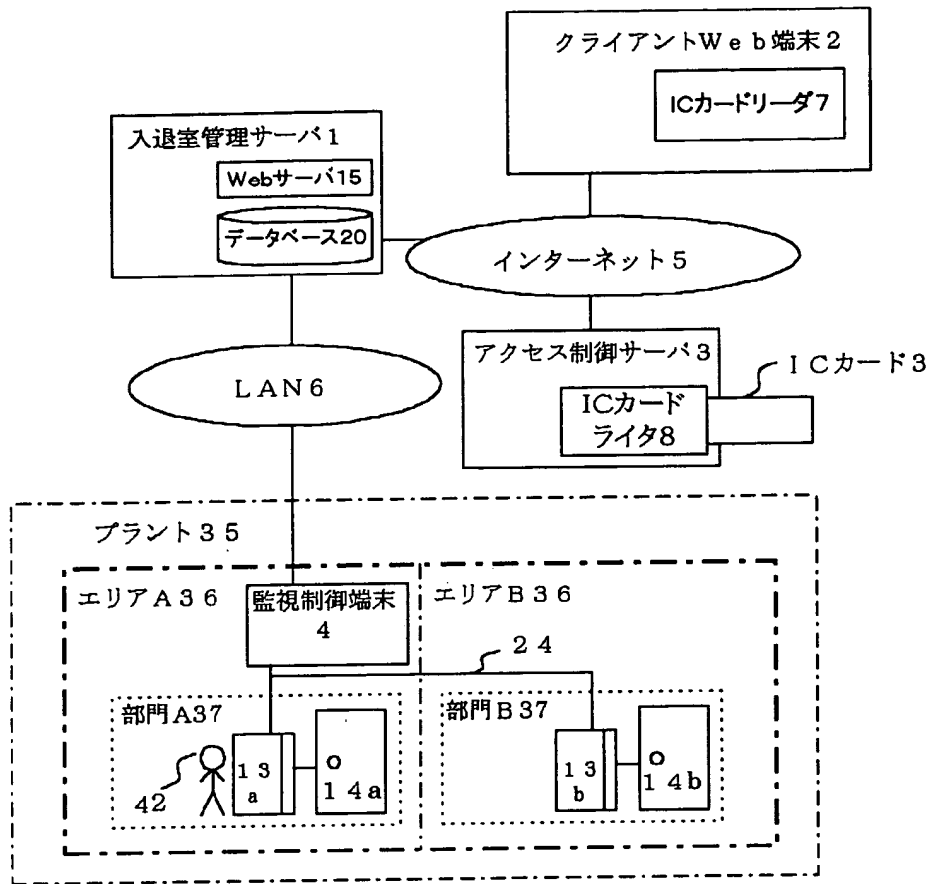 クライアントWeb端末2
ICカードリーダ7
入退室管理サーバ1
Webサーバ15
データベース20
インターネット5
アクセス制御サーバ3
ICカード3
ICカード
ライタ8
LAN6
プラント35
エリアA36
監視制御端末
4
エリアB36
24
部門A37
部門B37
13
a
14a
42
13
b
14b